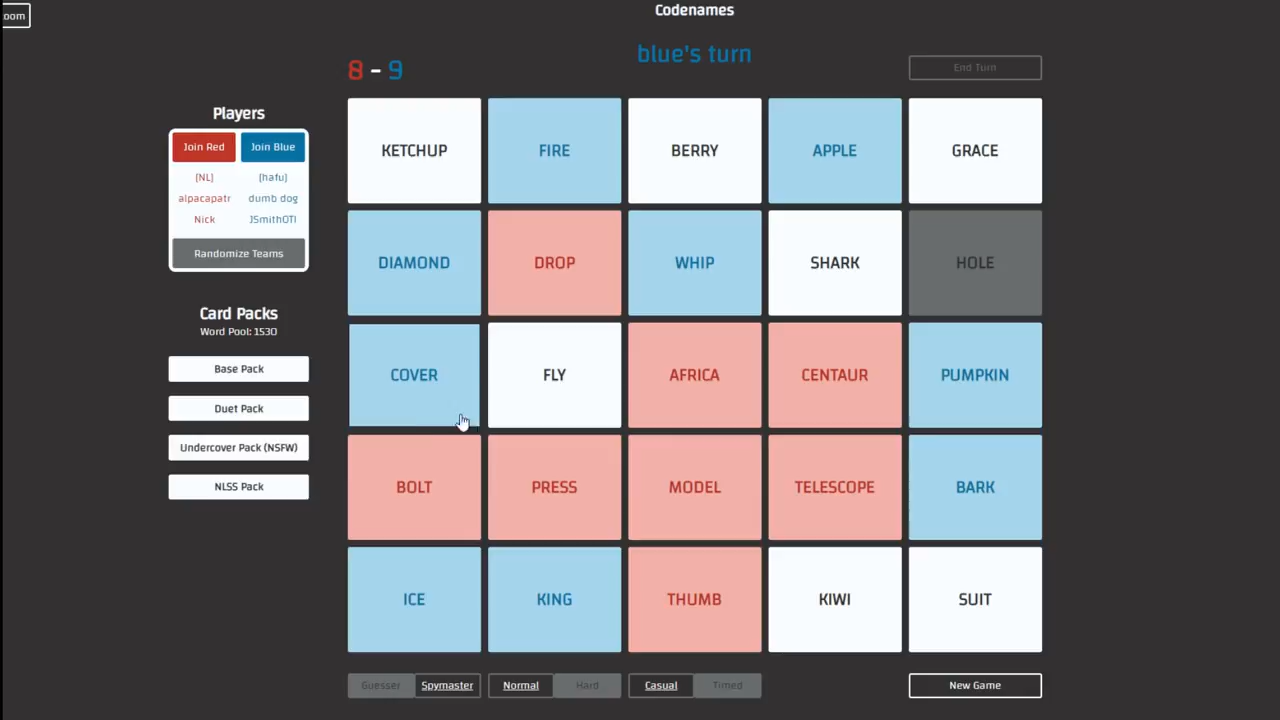 oom
Codenames
blue's turn
8 - 9
End Turn
Players
Join Red
Join Blue
[NL]
[hafu]
alpacapatr
dumb dog
Nick
JSmithOTI
Randomize Teams
Card Packs
Word Pool: 1530
Base Pack
Duet Pack
Undercover Pack (NSFW)
NLSS Pack
KETCHUP
FIRE
BERRY
APPLE
GRACE
DIAMOND
DROP
WHIP
SHARK
HOLE
COVER
FLY
AFRICA
CENTAUR
PUMPKIN
BOLT
PRESS
MODEL
TELESCOPE
BARK
ICE
KING
THUMB
KIWI
SUIT
Guesser
Spymaster
Normal
Hard
Casual
Timed
New Game